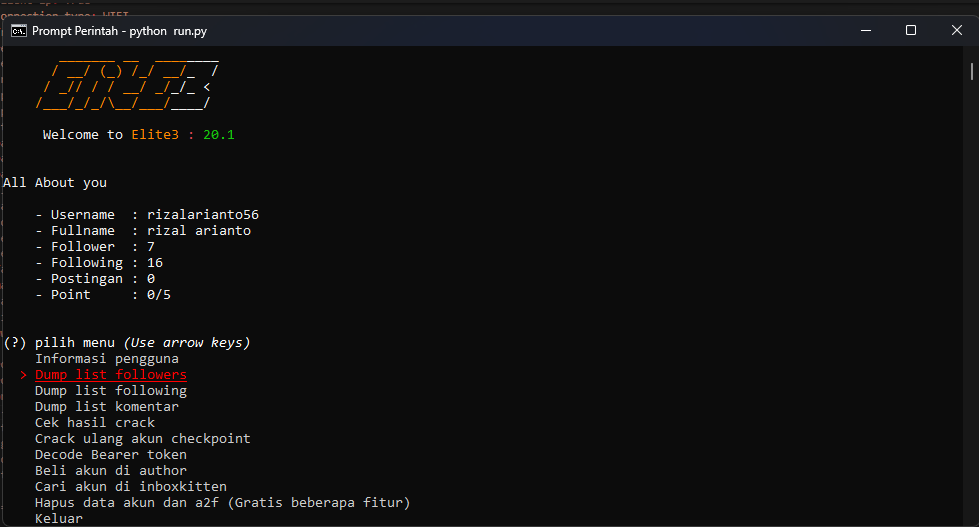 Prompt Perintah - python run.py
Welcome to Elite3 : 20.1
All About you
- Username : rizalarianto56
- Fullname : rizal arianto
- Follower : 7
- Following : 16
- Postingan : 0
- Point : 0/5
(?) pilih menu (Use arrow keys)
Informasi pengguna
> Dump list followers
Dump list following
Dump list komentar
Cek hasil crack
Crack ulang akun checkpoint
Decode Bearer token
Beli akun di author
Cari akun di inboxkitten
Hapus data akun dan a2f (Gratis beberapa fitur)
Keluar